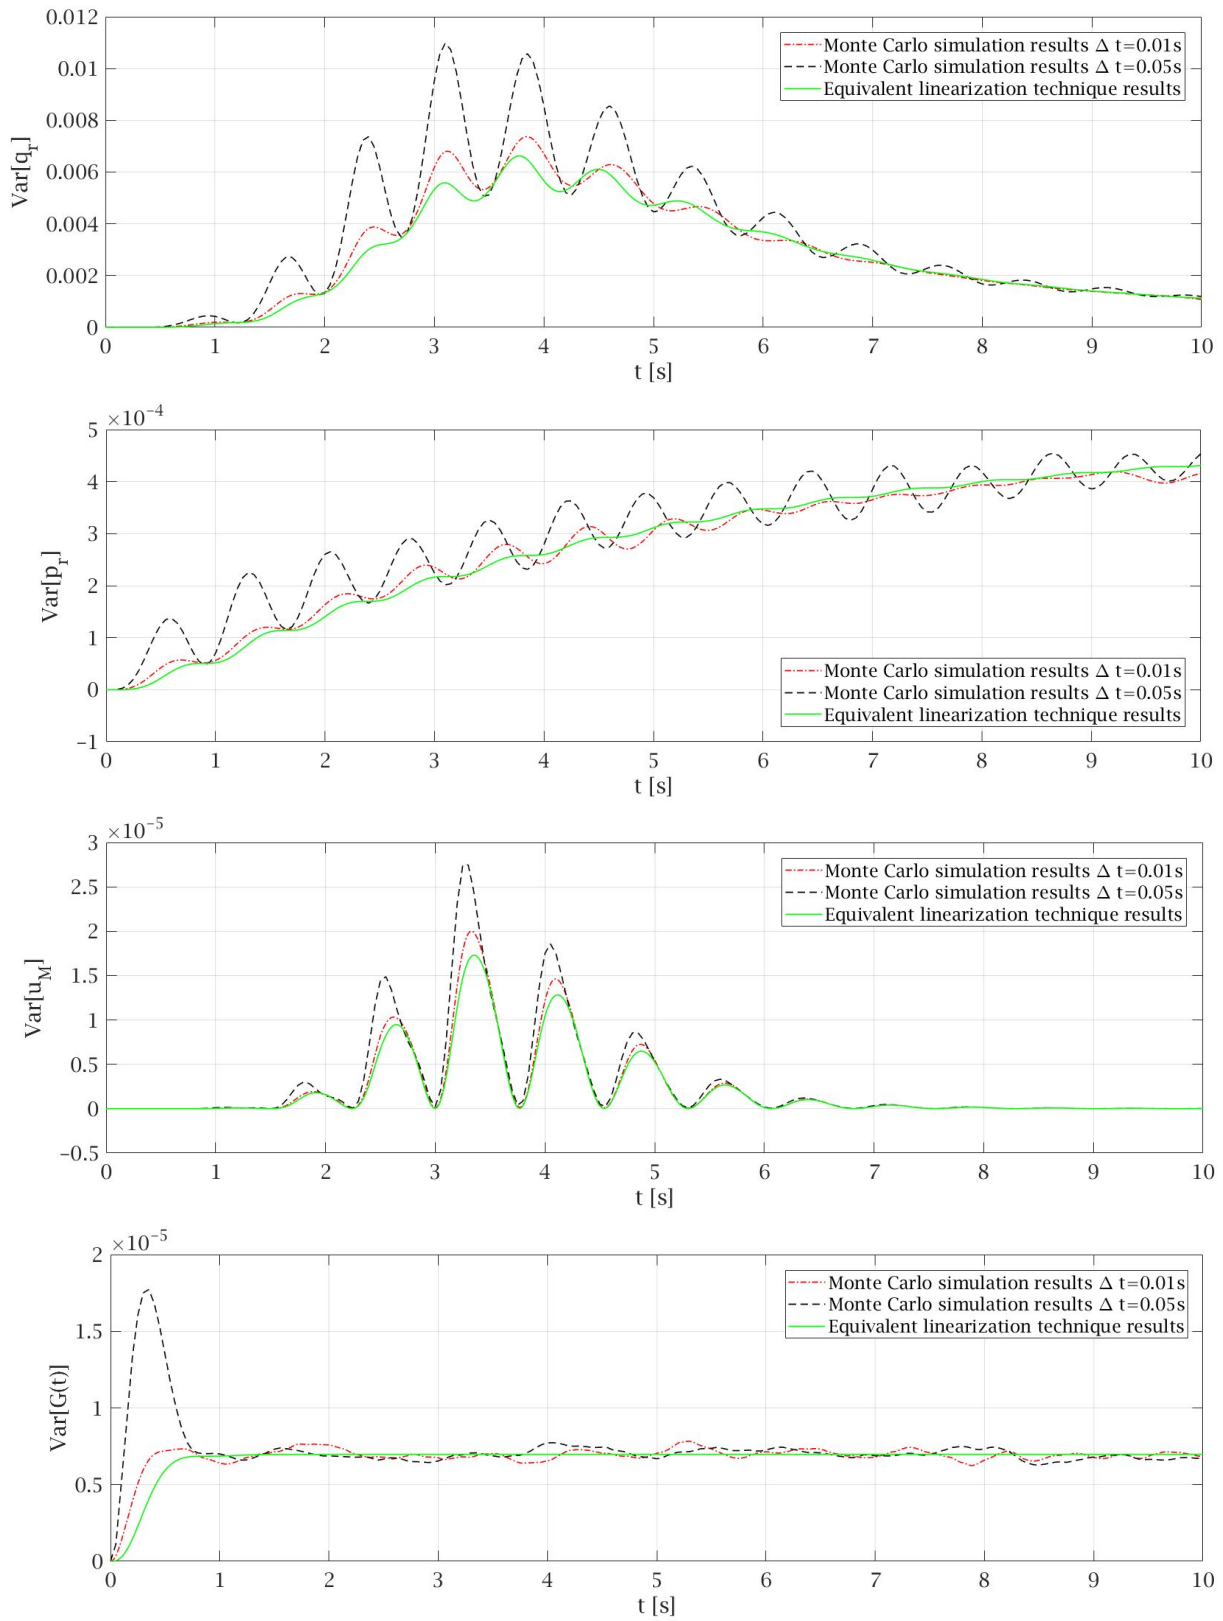 0.012
0.01
0.008
0.006
0.004
0.002
0
Var[q_r]
Monte Carlo simulation results Δ t=0.01s
Monte Carlo simulation results Δ t=0.05s
Equivalent linearization technique results
0 1 2 3 4 5 6 7 8 9 10
t [s]
×10⁻⁴
5
4
3
2
1
0
−1
Var[p_r]
Monte Carlo simulation results Δ t=0.01s
Monte Carlo simulation results Δ t=0.05s
Equivalent linearization technique results
0 1 2 3 4 5 6 7 8 9 10
t [s]
×10⁻⁵
3
2.5
2
1.5
1
0.5
0
−0.5
Var[u_M]
Monte Carlo simulation results Δ t=0.01s
Monte Carlo simulation results Δ t=0.05s
Equivalent linearization technique results
0 1 2 3 4 5 6 7 8 9 10
t [s]
×10⁻⁵
2
1.5
1
0.5
0
Var[G(t)]
Monte Carlo simulation results Δ t=0.01s
Monte Carlo simulation results Δ t=0.05s
Equivalent linearization technique results
0 1 2 3 4 5 6 7 8 9 10
t [s]